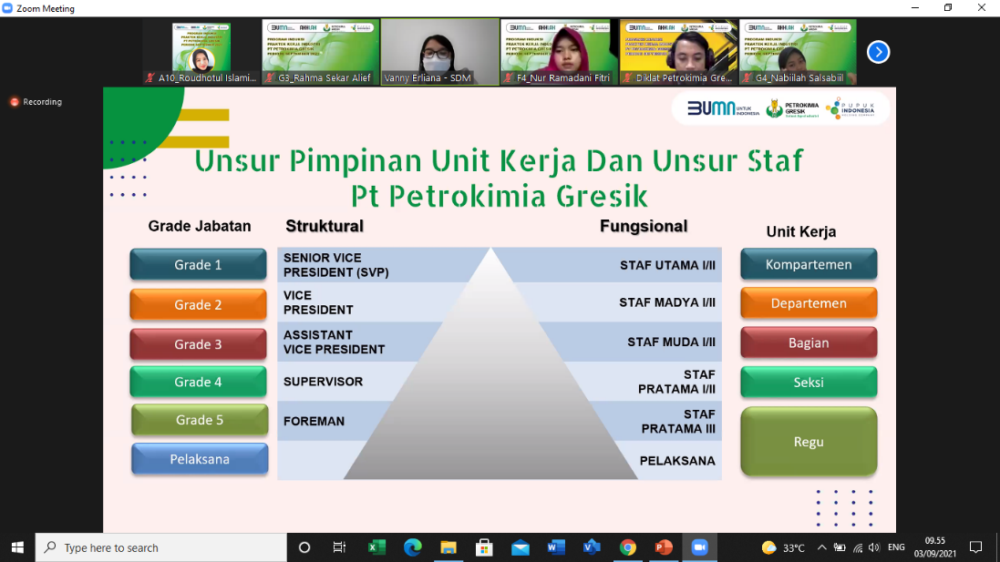 Zoom Meeting
A10_Roudhotul Islami...
G3_Rahma Sekar Alief
Vanny Erliana - SDM
F4_Nur Ramadani Fitri
Diklat Petrokimia Gre...
G4_Nabiilah Salsabiil
Recording
BUMN UNTUK INDONESIA
PETROKIMIA GRESIK
PUPUK INDONESIA
Unsur Pimpinan Unit Kerja Dan Unsur Staf
Pt Petrokimia Gresik
Grade Jabatan
Struktural
Fungsional
Unit Kerja
Grade 1
SENIOR VICE
PRESIDENT (SVP)
STAF UTAMA I/II
Kompartemen
Grade 2
VICE
PRESIDENT
STAF MADYA I/II
Departemen
Grade 3
ASSISTANT
VICE PRESIDENT
STAF MUDA I/II
Bagian
Grade 4
SUPERVISOR
STAF
PRATAMA I/II
Seksi
Grade 5
FOREMAN
STAF
PRATAMA III
Regu
Pelaksana
PELAKSANA
Type here to search
33°C
ENG
09.55
03/09/2021